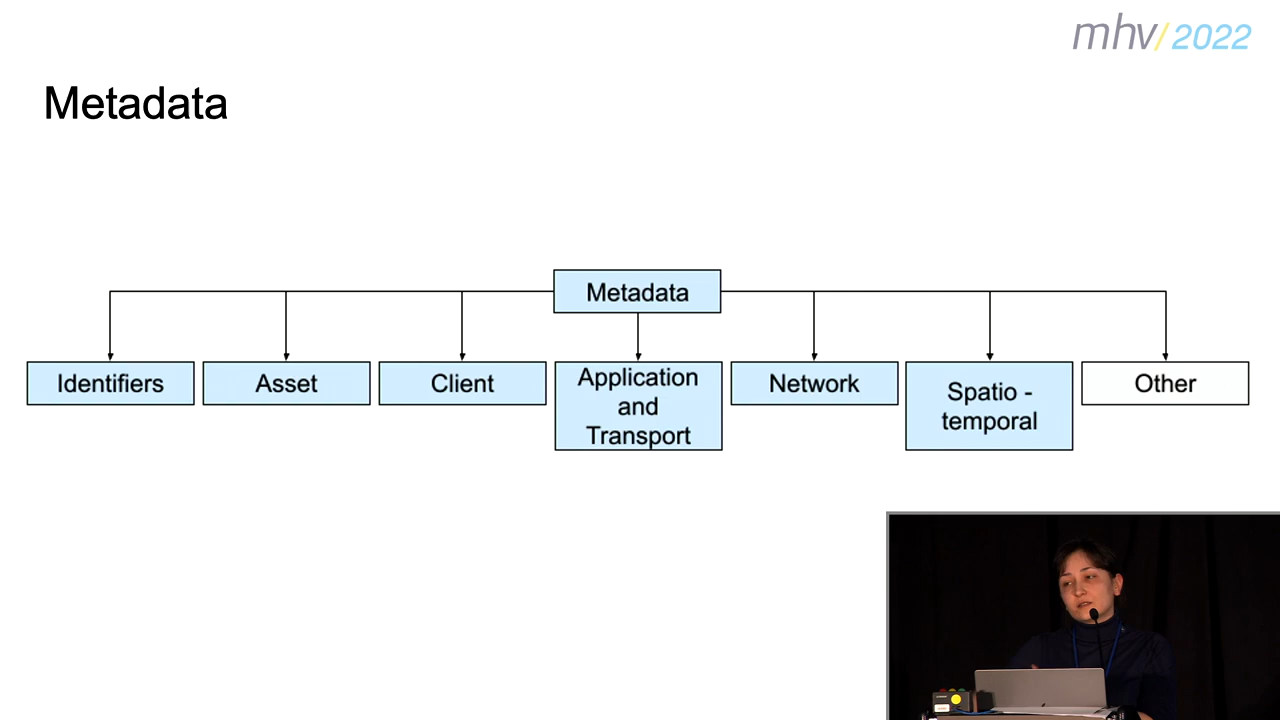 mhv/2022
Metadata
Metadata
Identifiers
Asset
Client
Application
and
Transport
Network
Spatio -
temporal
Other